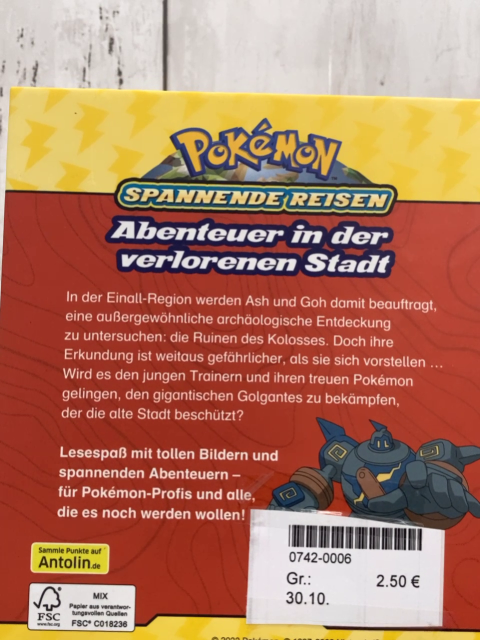 POKéMON
SPANNENDE REISEN
Abenteuer in der
verlorenen Stadt
In der Einall-Region werden Ash und Goh damit beauftragt,
eine außergewöhnliche archäologische Entdeckung
zu untersuchen: die Ruinen des Kolosses. Doch ihre
Erkundung ist weitaus gefährlicher, als sie sich vorstellen ...
Wird es den jungen Trainern und ihren treuen Pokémon
gelingen, den gigantischen Golgantes zu bekämpfen,
der die alte Stadt beschützt?
Lesespaß mit tollen Bildern und
spannenden Abenteuern –
für Pokémon-Profis und alle,
die es noch werden wollen!
Sammle Punkte auf
Antolin.de
0742-0006
Gr.: 2.50 €
30.10.
FSC
www.fsc.org
MIX
Papier aus verantwor-
tungsvollen Quellen
FSC® C018236